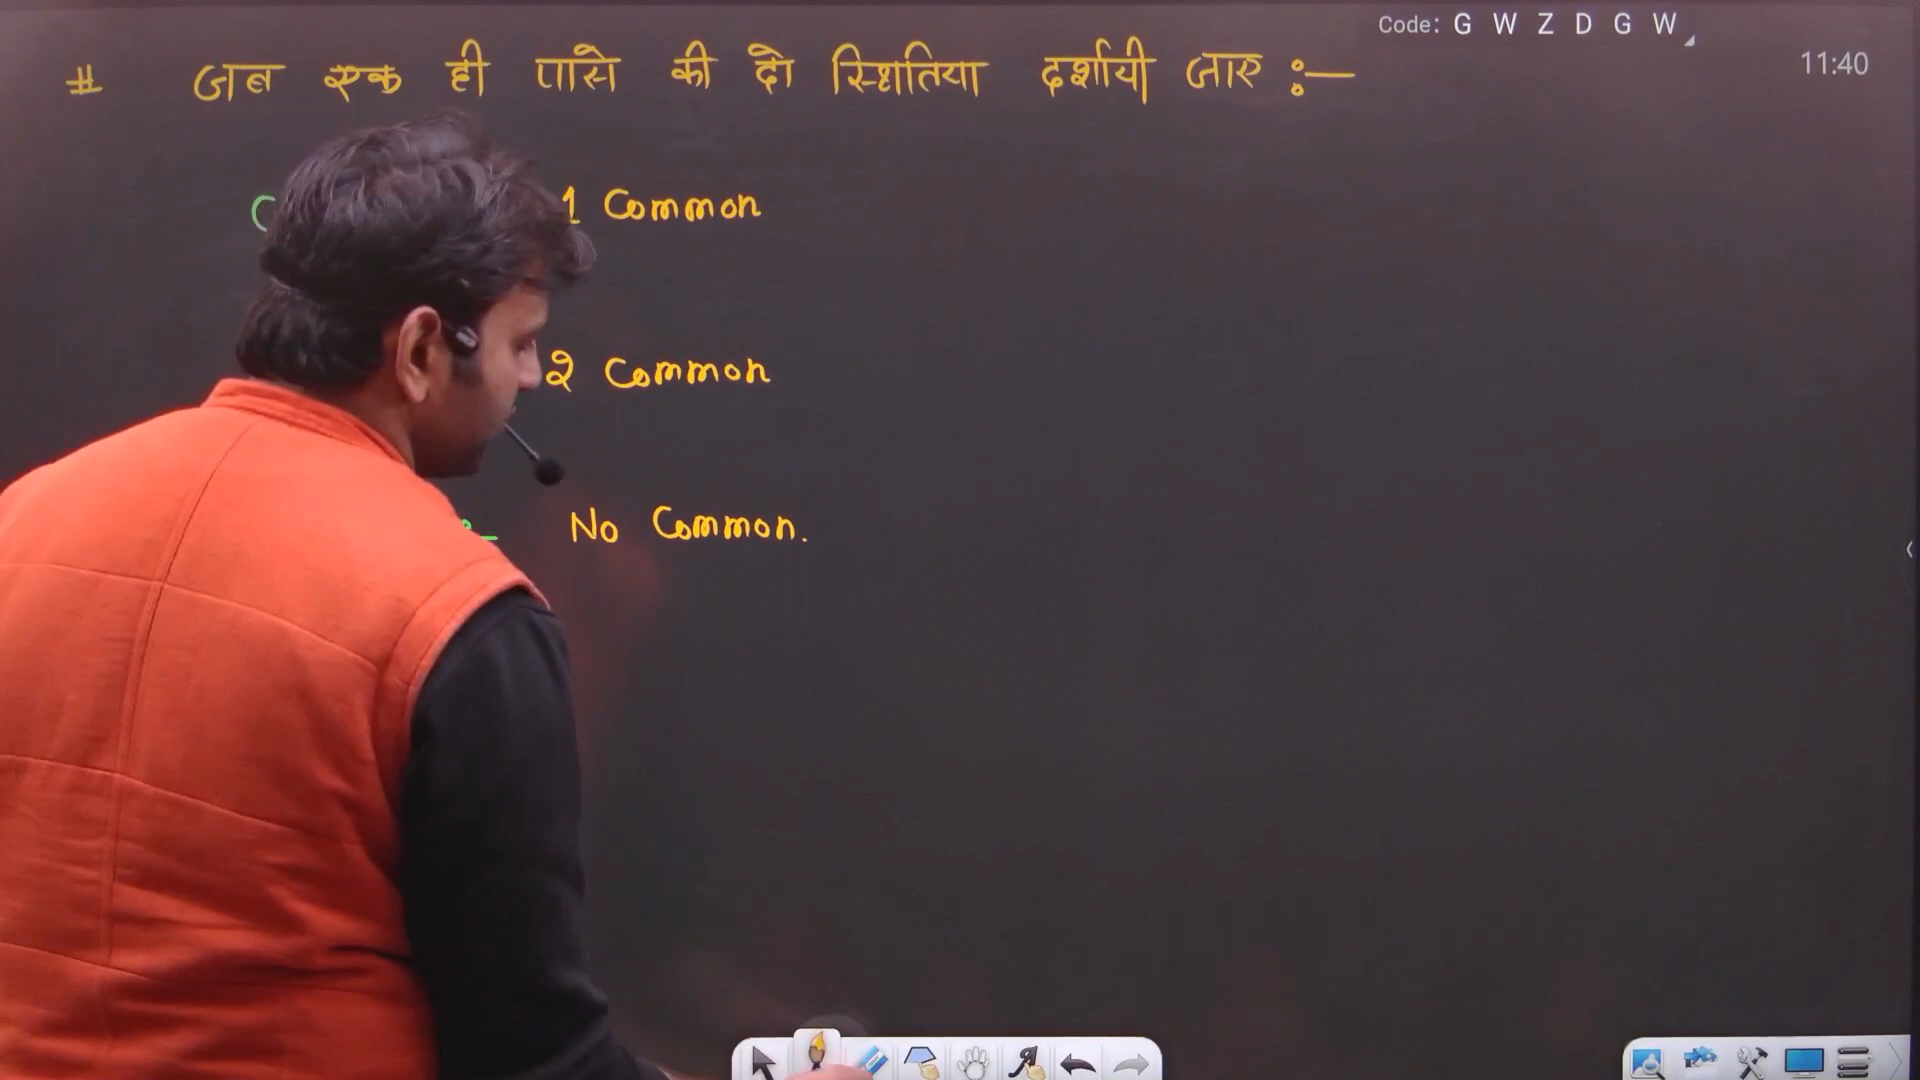 Code: G W Z D G W
11:40
# जब एक ही पासे की दो स्थितिया दर्शायी जाए :-
1 Common
2 Common
No Common.